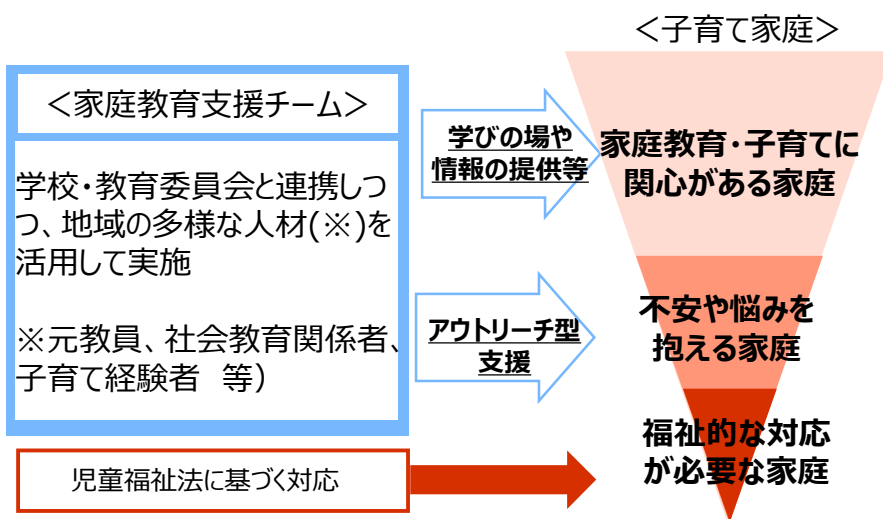 ＜子育て家庭＞
＜家庭教育支援チーム＞
学校・教育委員会と連携しつ
つ、地域の多様な人材(※)を
活用して実施
※元教員、社会教育関係者、
子育て経験者　等）
学びの場や
情報の提供等
家庭教育・子育てに
関心がある家庭
アウトリーチ型
支援
不安や悩みを
抱える家庭
児童福祉法に基づく対応
福祉的な対応
が必要な家庭